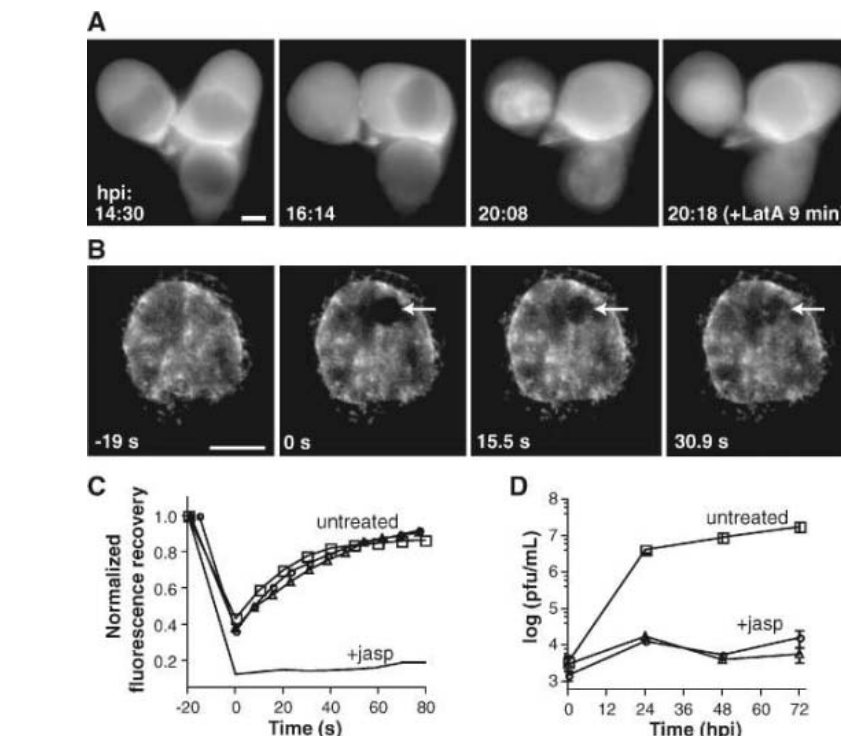 A
hpi:
14:30
16:14
20:08
20:18 (+LatA 9 min)
B
-19 s
0 s
15.5 s
30.9 s
C
Normalized
fluorescence recovery
1.0
0.8
0.6
0.4
0.2
untreated
+jasp
-20 0 20 40 60 80
Time (s)
D
log (pfu/mL)
8
7
6
5
4
3
untreated
+jasp
0 12 24 36 48 60 72
Time (hpi)